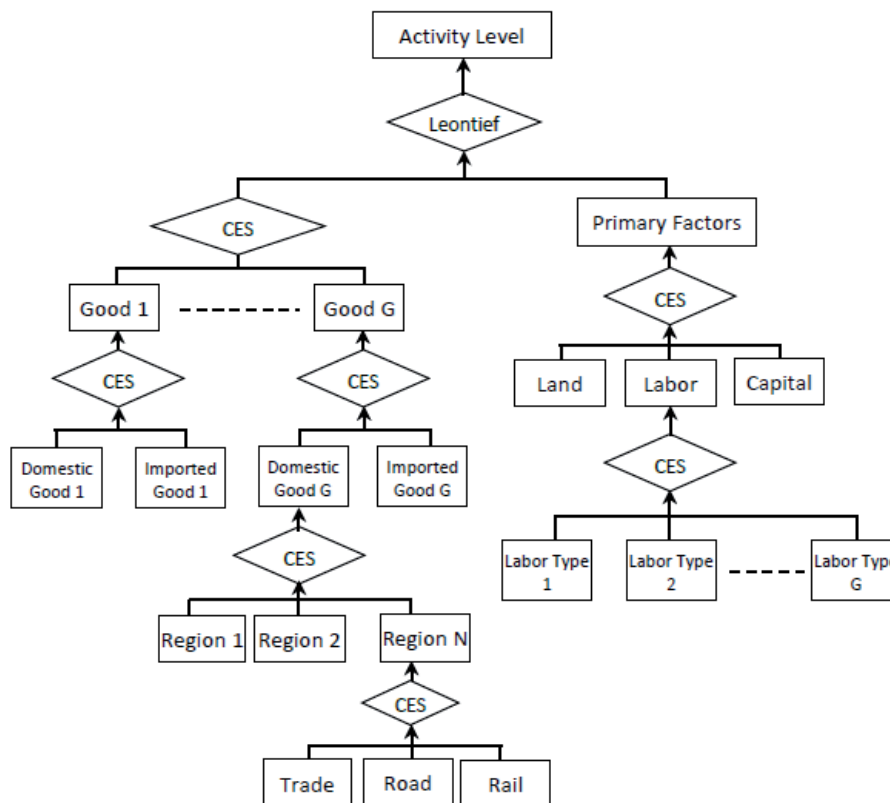 Activity Level
Leontief
CES
Primary Factors
Good 1
Good G
CES
CES
CES
Land
Labor
Capital
Domestic
Good 1
Imported
Good 1
Domestic
Good G
Imported
Good G
CES
CES
Labor Type
1
Labor Type
2
Labor Type
G
Region 1
Region 2
Region N
CES
Trade
Road
Rail